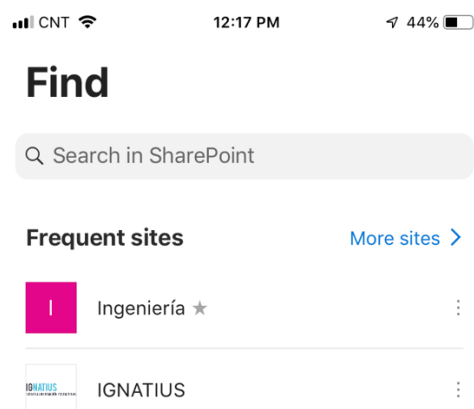 CNT 12:17 PM 44%
Find
Search in SharePoint
Frequent sites More sites
I Ingeniería
IGNATIUS
IGNATIUS